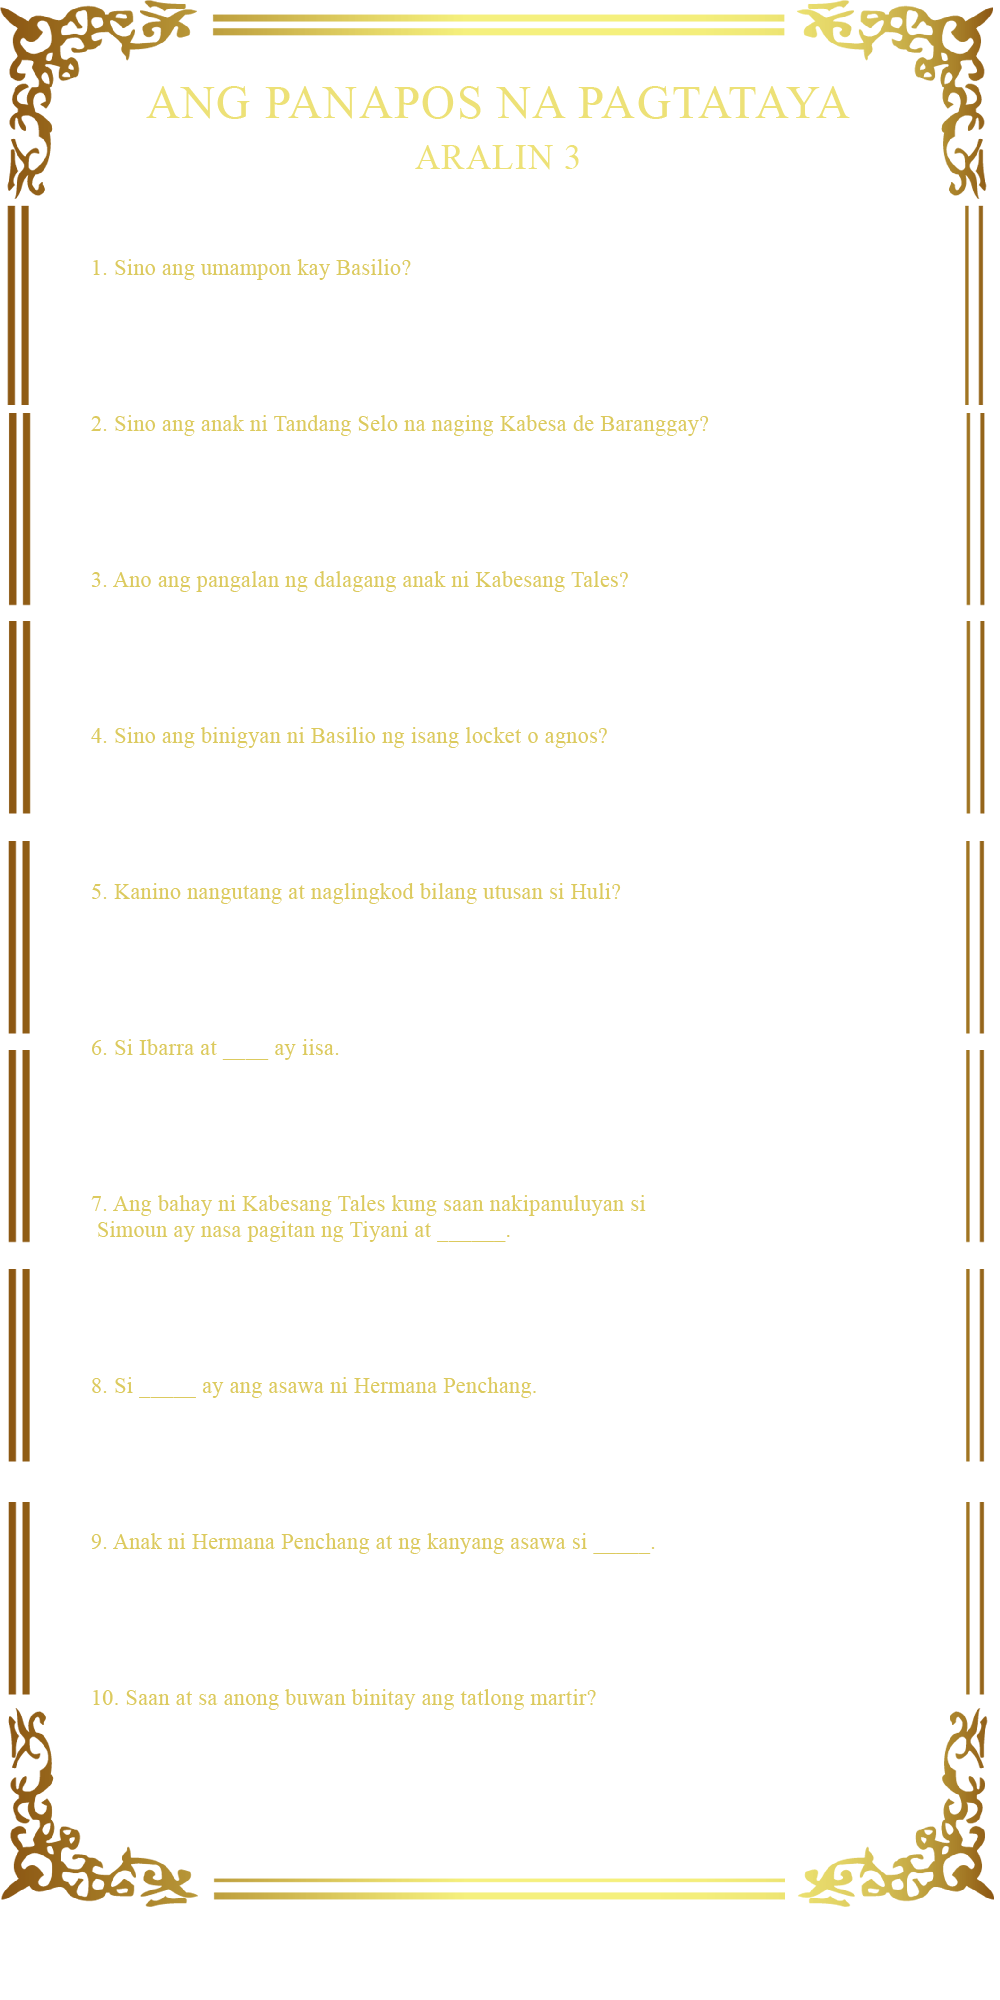 ANG PANAPOS NA PAGTATAYA
ARALIN 3
1. Sino ang umampon kay Basilio?
2. Sino ang anak ni Tandang Selo na naging Kabesa de Baranggay?
3. Ano ang pangalan ng dalagang anak ni Kabesang Tales?
4. Sino ang binigyan ni Basilio ng isang locket o agnos?
5. Kanino nangutang at naglingkod bilang utusan si Huli?
6. Si Ibarra at ____ ay iisa.
7. Ang bahay ni Kabesang Tales kung saan nakipanuluyan si
Simoun ay nasa pagitan ng Tiyani at ______.
8. Si _____ ay ang asawa ni Hermana Penchang.
9. Anak ni Hermana Penchang at ng kanyang asawa si _____.
10. Saan at sa anong buwan binitay ang tatlong martir?